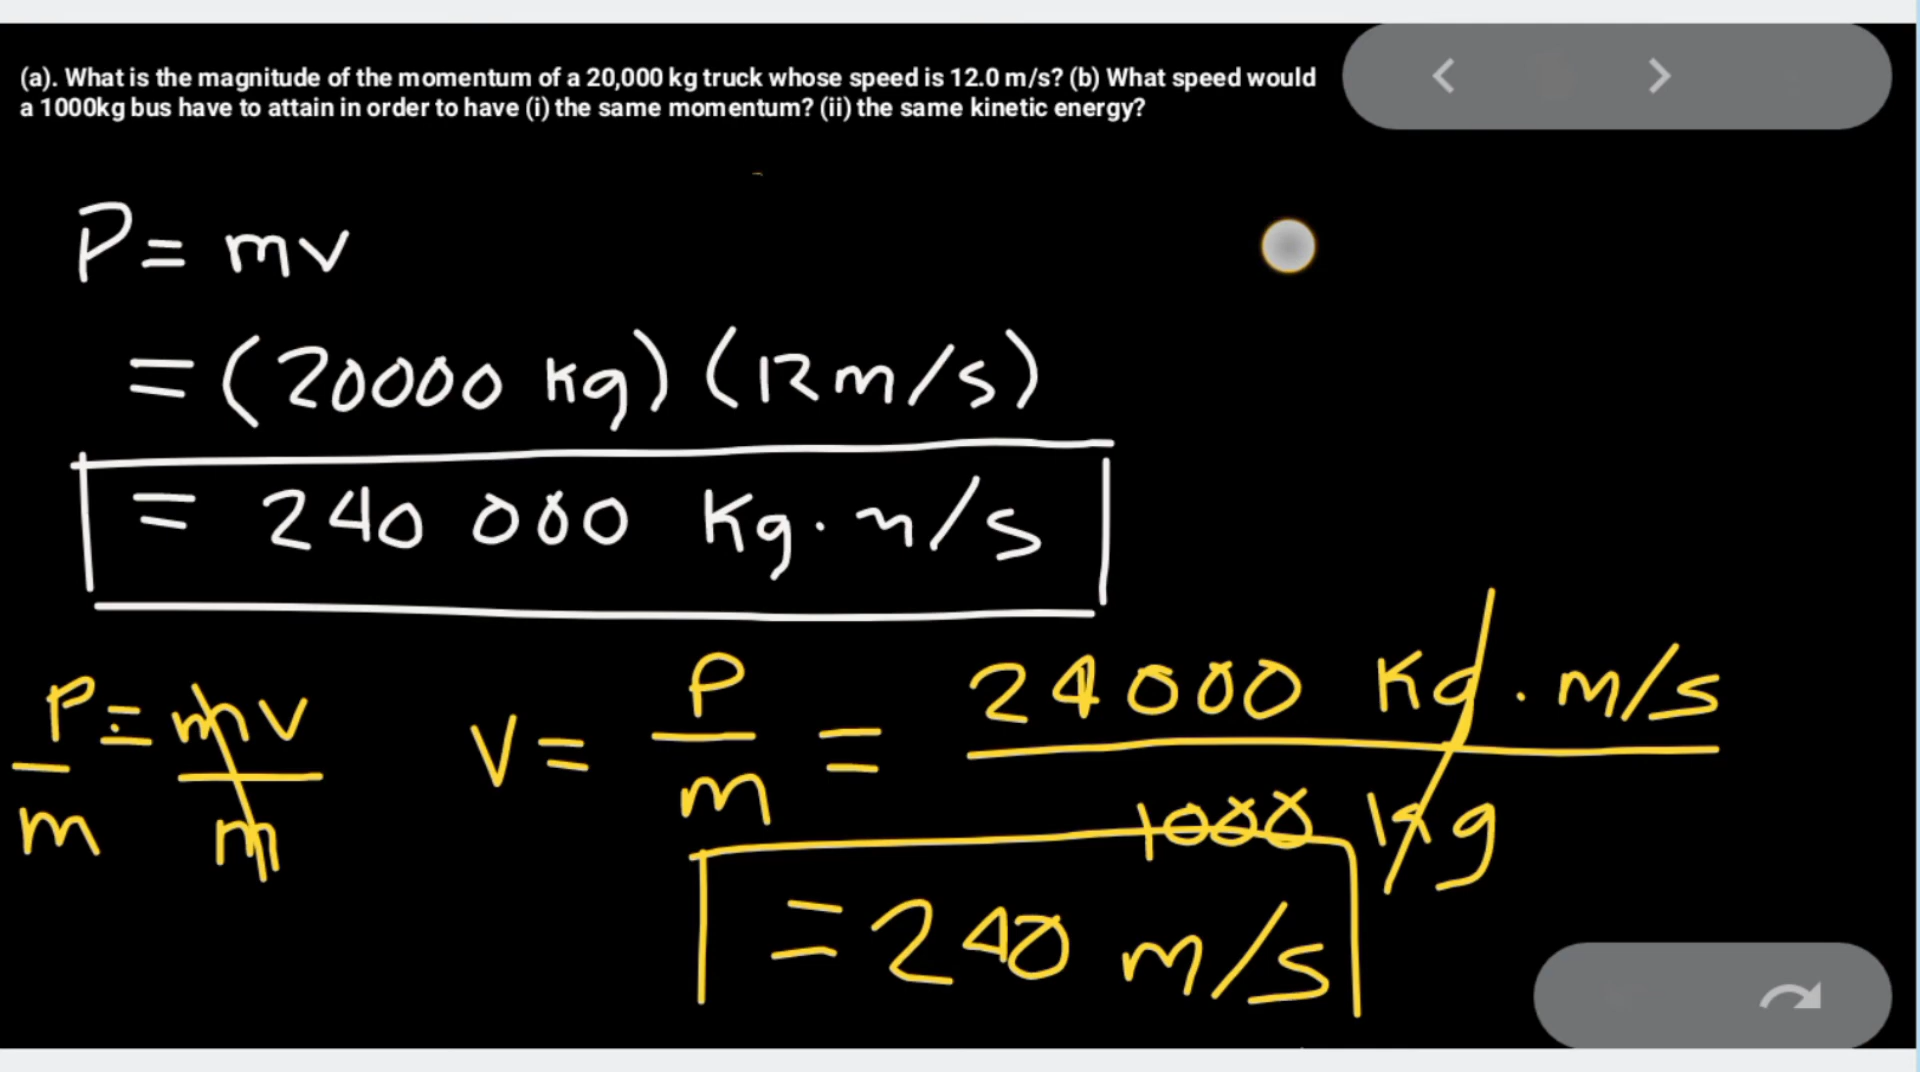 (a). What is the magnitude of the momentum of a 20,000 kg truck whose speed is 12.0 m/s? (b) What speed would
a 1000kg bus have to attain in order to have (i) the same momentum? (ii) the same kinetic energy?
P = mv
= (20000 kg) (12m/s)
= 240 000 kg·m/s
P/m = mv/m
V = P/m = 24000 kg·m/s / 1000 kg
= 240 m/s